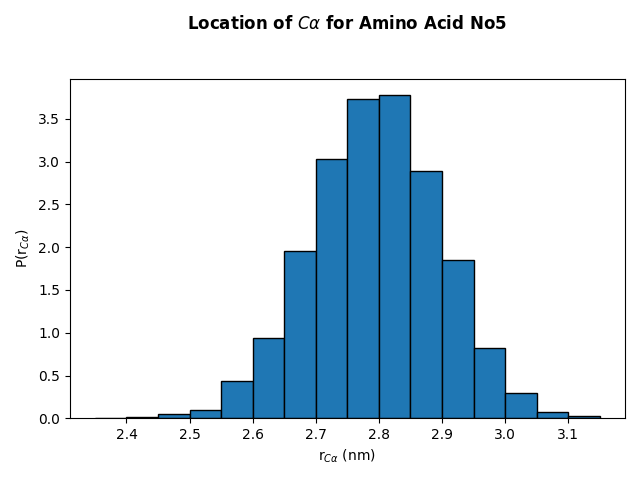 Location of Cα for Amino Acid No5
P(r_Cα)
3.5
3.0
2.5
2.0
1.5
1.0
0.5
0.0
2.4 2.5 2.6 2.7 2.8 2.9 3.0 3.1
r_Cα (nm)